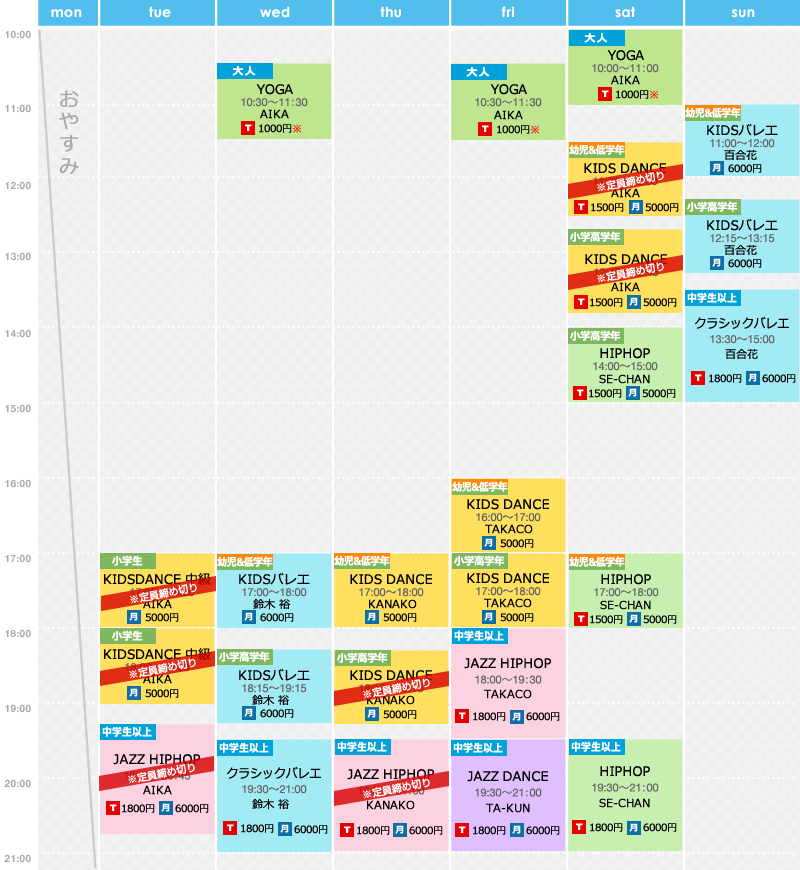 mon tue wed thu fri sat sun
10:00
11:00
12:00
13:00
14:00
15:00
16:00
17:00
18:00
19:00
20:00
21:00
おやすみ
小学生
KIDSDANCE 中級
※定員締め切り
AIKA
月 5000円
小学生
KIDSDANCE 中級
※定員締め切り
AIKA
月 5000円
中学生以上
JAZZ HIPHOP
※定員締め切り
AIKA
T 1800円 月 6000円
大人
YOGA
10:30〜11:30
AIKA
T 1000円※
幼児&低学年
KIDSバレエ
17:00〜18:00
鈴木 裕
月 6000円
小学高学年
KIDSバレエ
18:15〜19:15
鈴木 裕
月 6000円
中学生以上
クラシックバレエ
19:30〜21:00
鈴木 裕
T 1800円 月 6000円
幼児&低学年
KIDS DANCE
17:00〜18:00
KANAKO
月 5000円
小学高学年
KIDS DANCE
※定員締め切り
KANAKO
月 5000円
中学生以上
JAZZ HIPHOP
※定員締め切り
KANAKO
T 1800円 月 6000円
大人
YOGA
10:30〜11:30
AIKA
T 1000円※
幼児&低学年
KIDS DANCE
16:00〜17:00
TAKACO
月 5000円
小学高学年
KIDS DANCE
17:00〜18:00
TAKACO
月 5000円
中学生以上
JAZZ HIPHOP
18:00〜19:30
TAKACO
T 1800円 月 6000円
中学生以上
JAZZ DANCE
19:30〜21:00
TA-KUN
T 1800円 月 6000円
大人
YOGA
10:00〜11:00
AIKA
T 1000円※
幼児&低学年
KIDS DANCE
※定員締め切り
AIKA
T 1500円 月 5000円
小学高学年
KIDS DANCE
※定員締め切り
AIKA
T 1500円 月 5000円
小学高学年
HIPHOP
14:00〜15:00
SE-CHAN
T 1500円 月 5000円
幼児&低学年
HIPHOP
17:00〜18:00
SE-CHAN
T 1500円 月 5000円
中学生以上
HIPHOP
19:30〜21:00
SE-CHAN
T 1800円 月 6000円
幼児&低学年
KIDSバレエ
11:00〜12:00
百合花
月 6000円
小学高学年
KIDSバレエ
12:15〜13:15
百合花
月 6000円
中学生以上
クラシックバレエ
13:30〜15:00
百合花
T 1800円 月 6000円